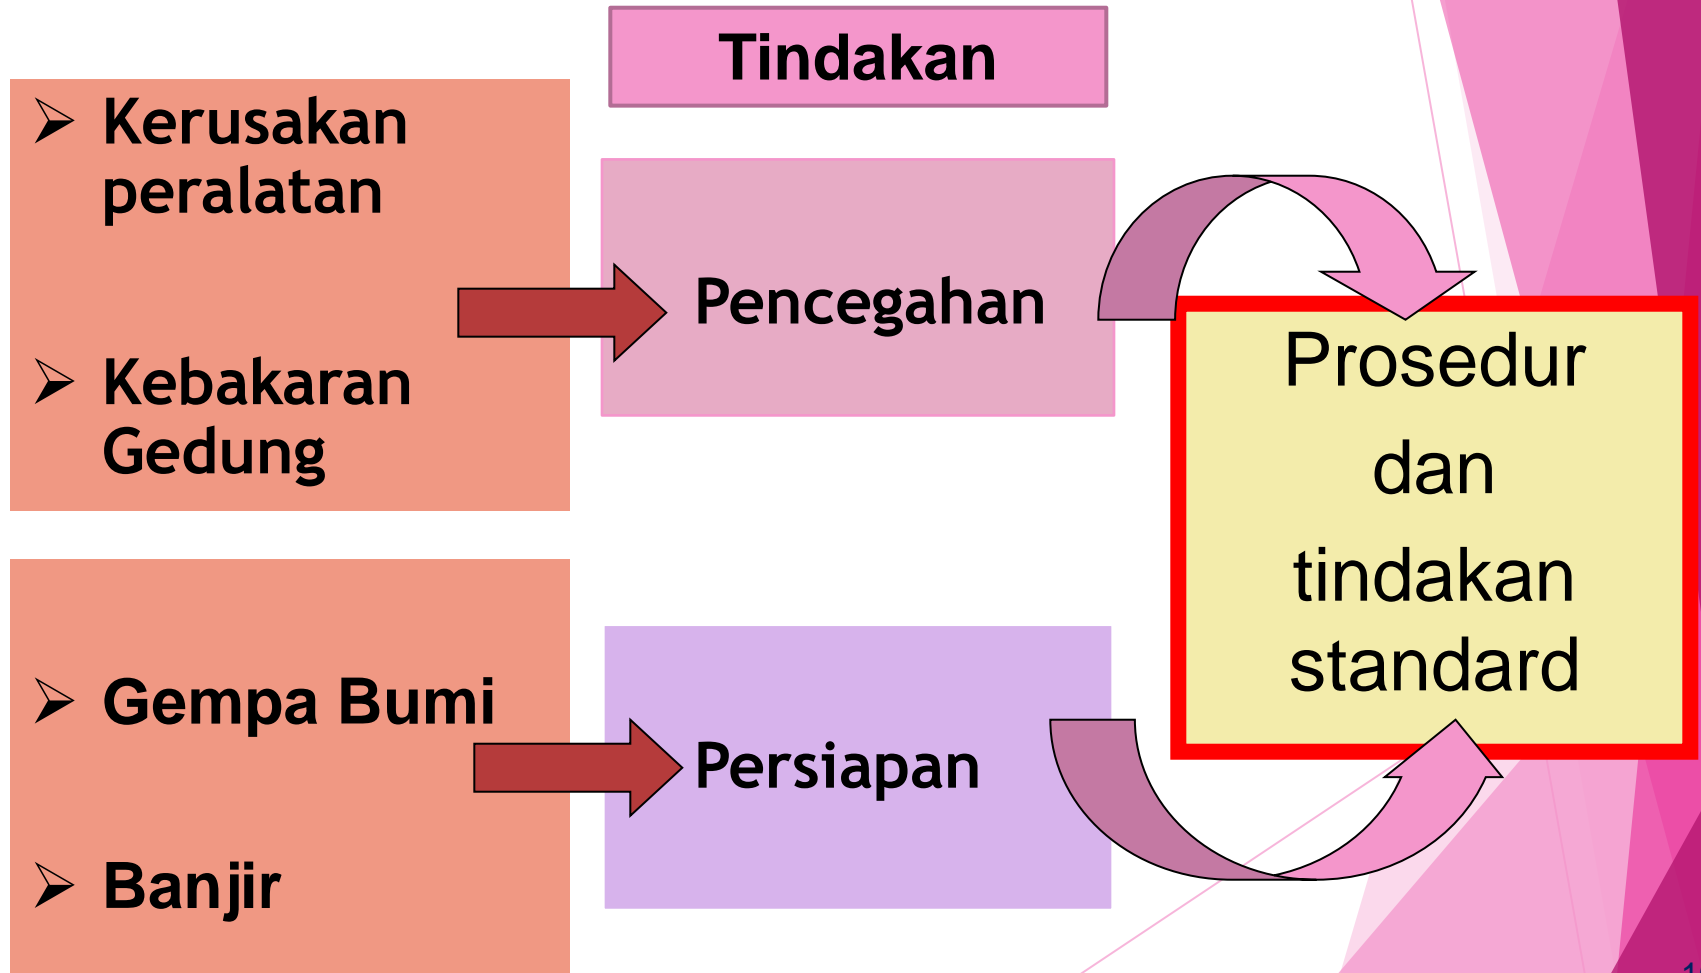 Tindakan
➢ Kerusakan
peralatan
➢ Kebakaran
Gedung
Pencegahan
Prosedur
dan
tindakan
standard
➢ Gempa Bumi
➢ Banjir
Persiapan